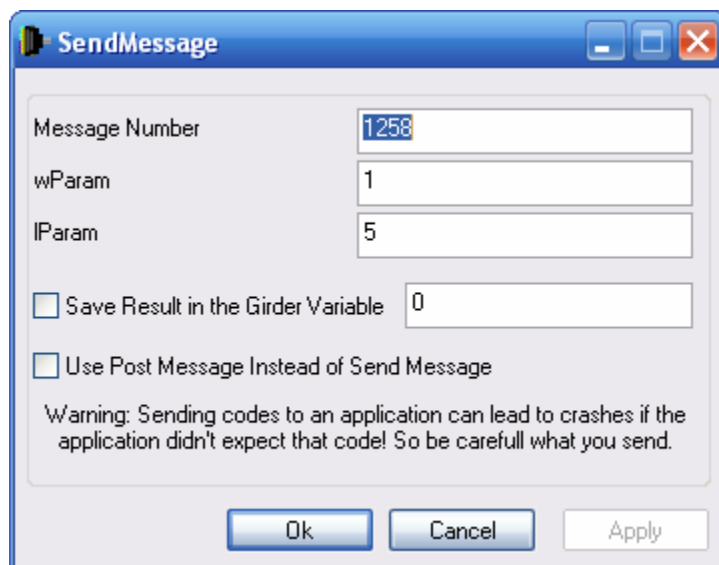 SendMessage
Message Number 1258
wParam 1
lParam 5
Save Result in the Girder Variable 0
Use Post Message Instead of Send Message
Warning: Sending codes to an application can lead to crashes if the
application didn't expect that code! So be carefull what you send.
Ok Cancel Apply